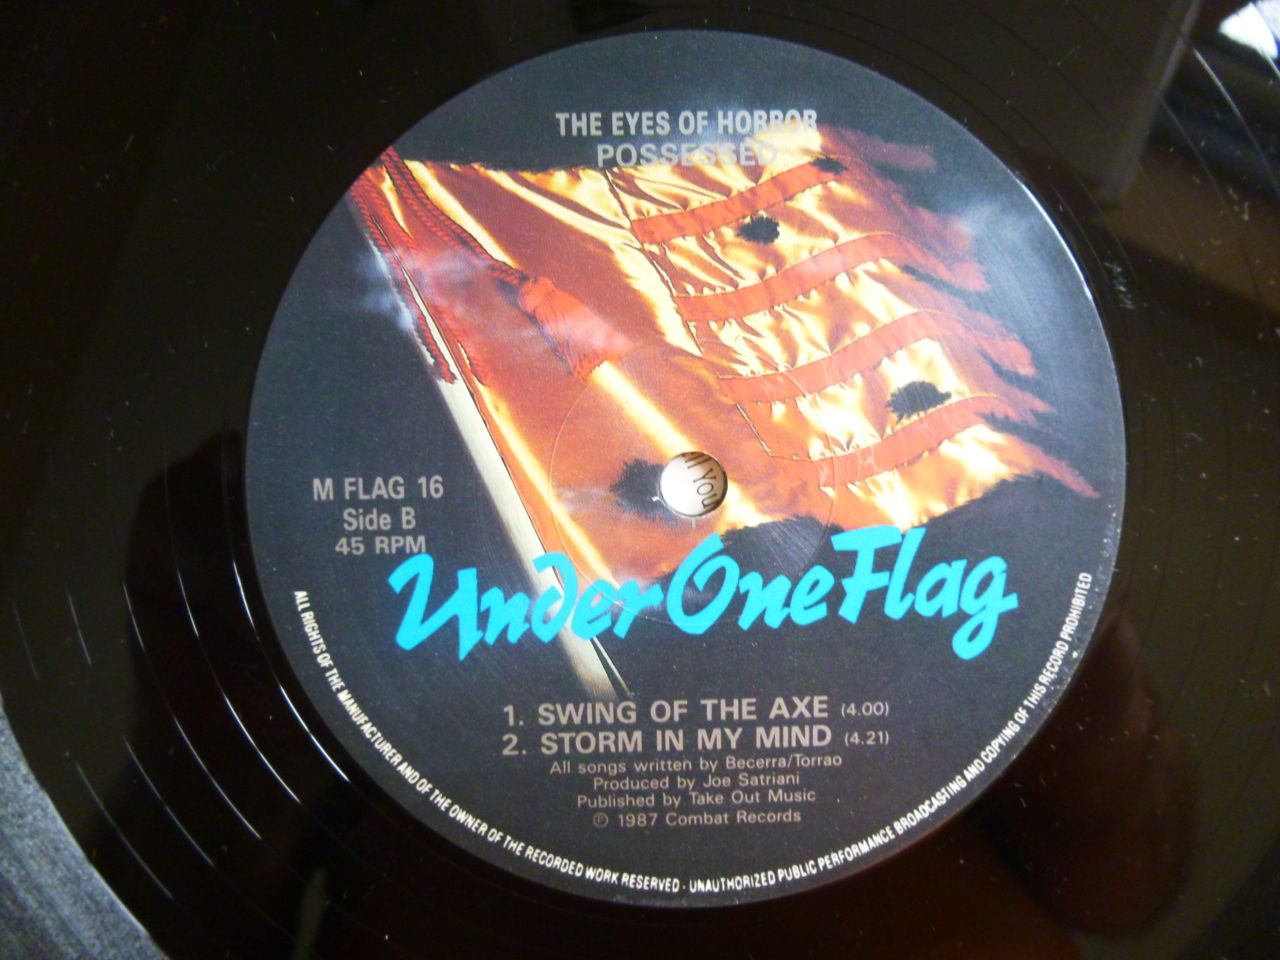 THE EYES OF HORROR
POSSESSED
M FLAG 16
Side B
45 RPM
Under One Flag
1. SWING OF THE AXE (4.00)
2. STORM IN MY MIND (4.21)
All songs written by Becerra/Torrao
Produced by Joe Satriani
Published by Take Out Music
℗ 1987 Combat Records
ALL RIGHTS OF THE MANUFACTURER AND OF THE OWNER OF THE RECORDED WORK RESERVED - UNAUTHORIZED PUBLIC PERFORMANCE BROADCASTING AND COPYING OF THIS RECORD PROHIBITED
You